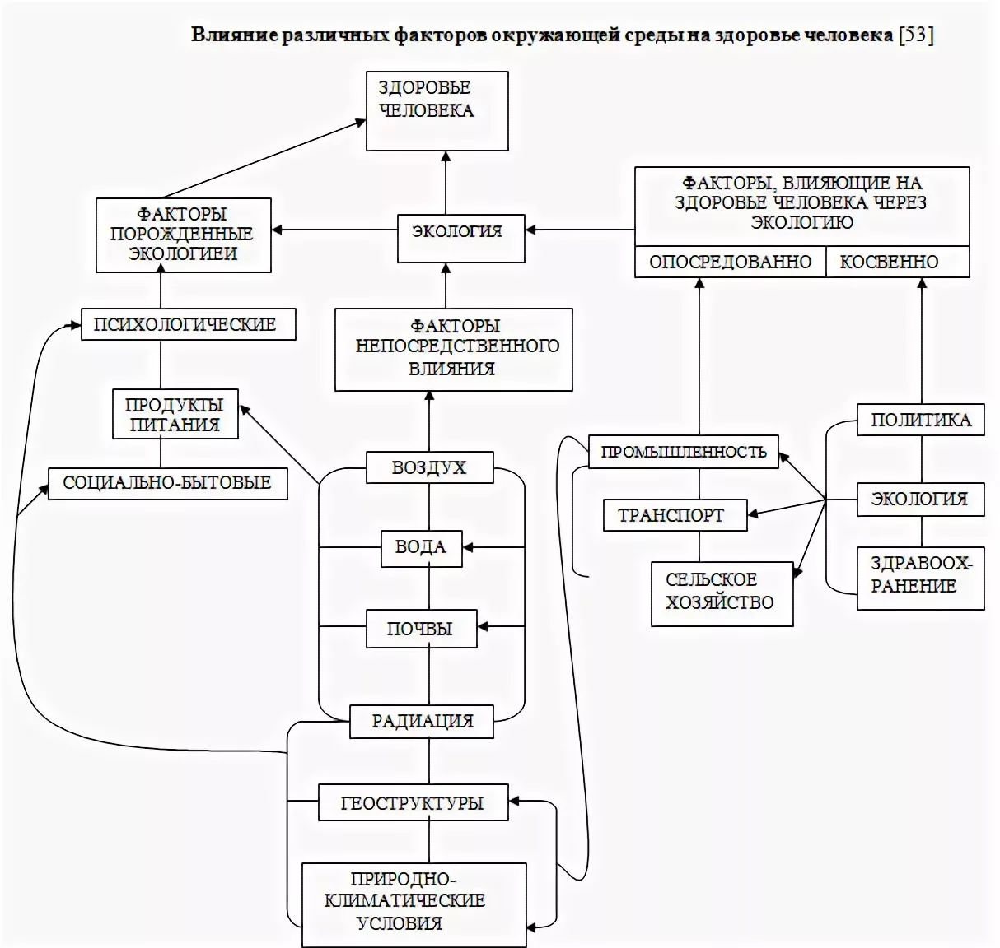 Влияние различных факторов окружающей среды на здоровье человека [53]
ЗДОРОВЬЕ
ЧЕЛОВЕКА
ФАКТОРЫ, ВЛИЯЮЩИЕ НА
ЗДОРОВЬЕ ЧЕЛОВЕКА ЧЕРЕЗ
ЭКОЛОГИЮ
ОПОСРЕДОВАННО
КОСВЕННО
ФАКТОРЫ
ПОРОЖДЕННЫЕ
ЭКОЛОГИЕИ
ЭКОЛОГИЯ
ПСИХОЛОГИЧЕСКИЕ
ФАКТОРЫ
НЕПОСРЕДСТВЕННОГО
ВЛИЯНИЯ
ПРОДУКТЫ
ПИТАНИЯ
СОЦИАЛЬНО-БЫТОВЫЕ
ВОЗДУХ
ВОДА
ПОЧВЫ
РАДИАЦИЯ
ГЕОСТРУКТУРЫ
ПРИРОДНО-
КЛИМАТИЧЕСКИЕ
УСЛОВИЯ
ПРОМЫШЛЕННОСТЬ
ТРАНСПОРТ
СЕЛЬСКОЕ
ХОЗЯЙСТВО
ПОЛИТИКА
ЭКОЛОГИЯ
ЗДРАВООХ-
РАНЕНИЕ